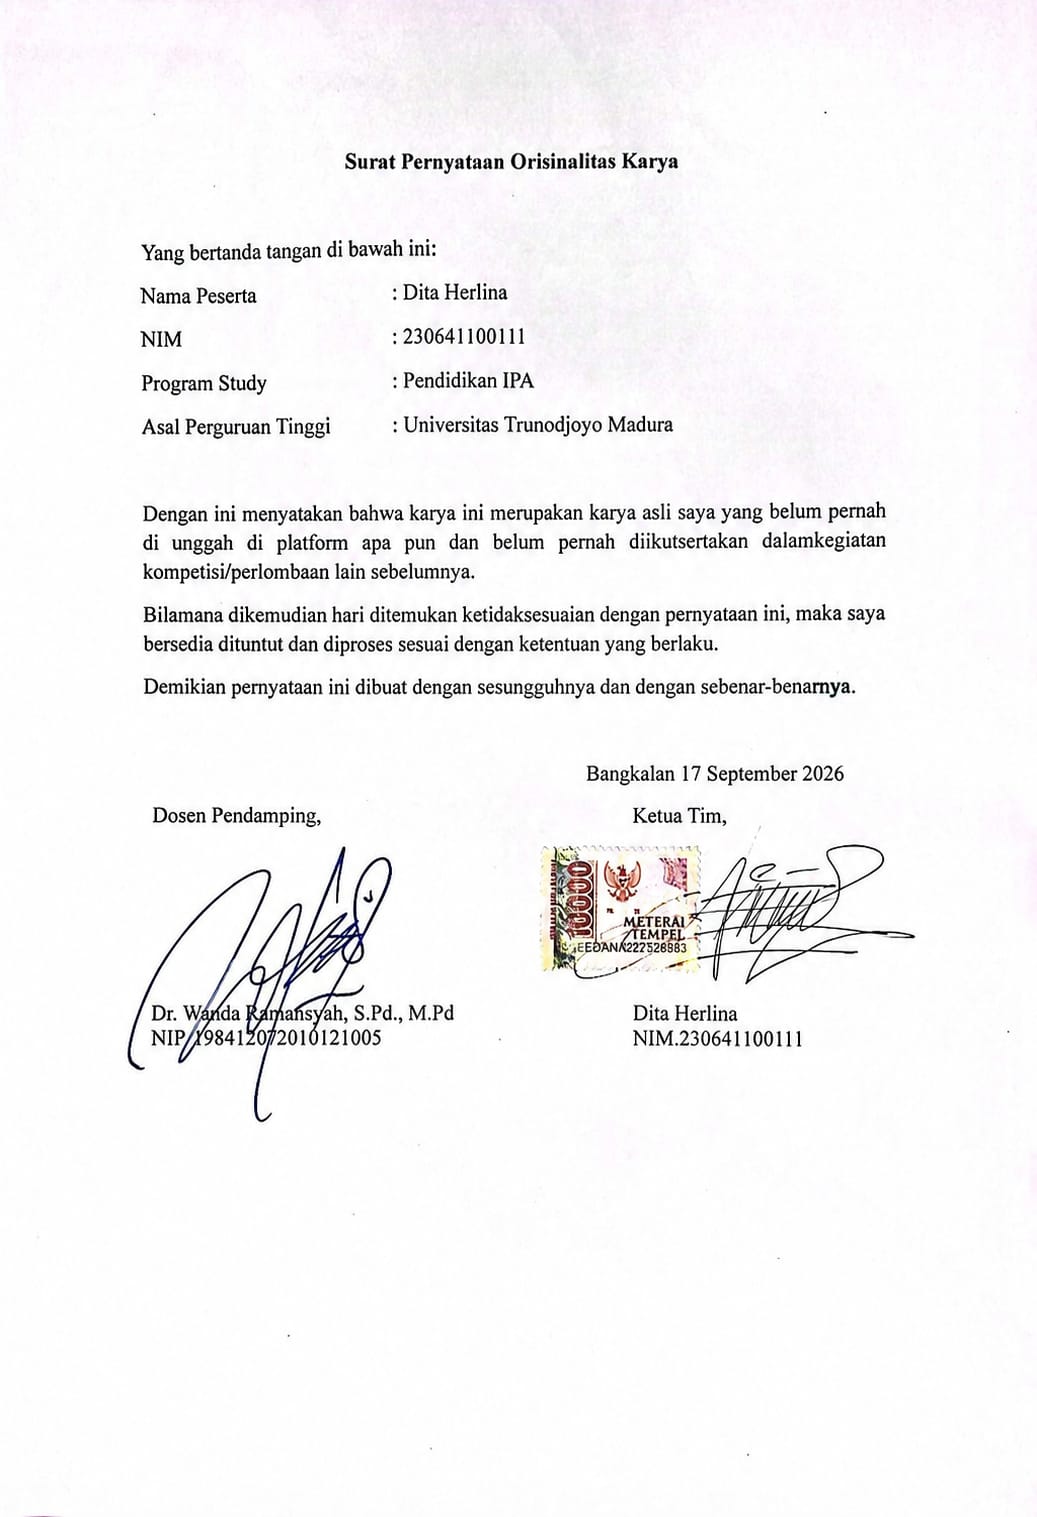 Surat Pernyataan Orisinalitas Karya
Yang bertanda tangan di bawah ini:
Nama Peserta : Dita Herlina
NIM : 230641100111
Program Study : Pendidikan IPA
Asal Perguruan Tinggi : Universitas Trunodjoyo Madura
Dengan ini menyatakan bahwa karya ini merupakan karya asli saya yang belum pernah
di unggah di platform apa pun dan belum pernah diikutsertakan dalamkegiatan
kompetisi/perlombaan lain sebelumnya.
Bilamana dikemudian hari ditemukan ketidaksesuaian dengan pernyataan ini, maka saya
bersedia dituntut dan diproses sesuai dengan ketentuan yang berlaku.
Demikian pernyataan ini dibuat dengan sesungguhnya dan dengan sebenar-benarnya.
Bangkalan 17 September 2026
Dosen Pendamping,
Ketua Tim,
10000
METERAI
TEMPEL
Dr. Wanda Ramansyah, S.Pd., M.Pd
Dita Herlina
NIP 198412072010121005
NIM.230641100111